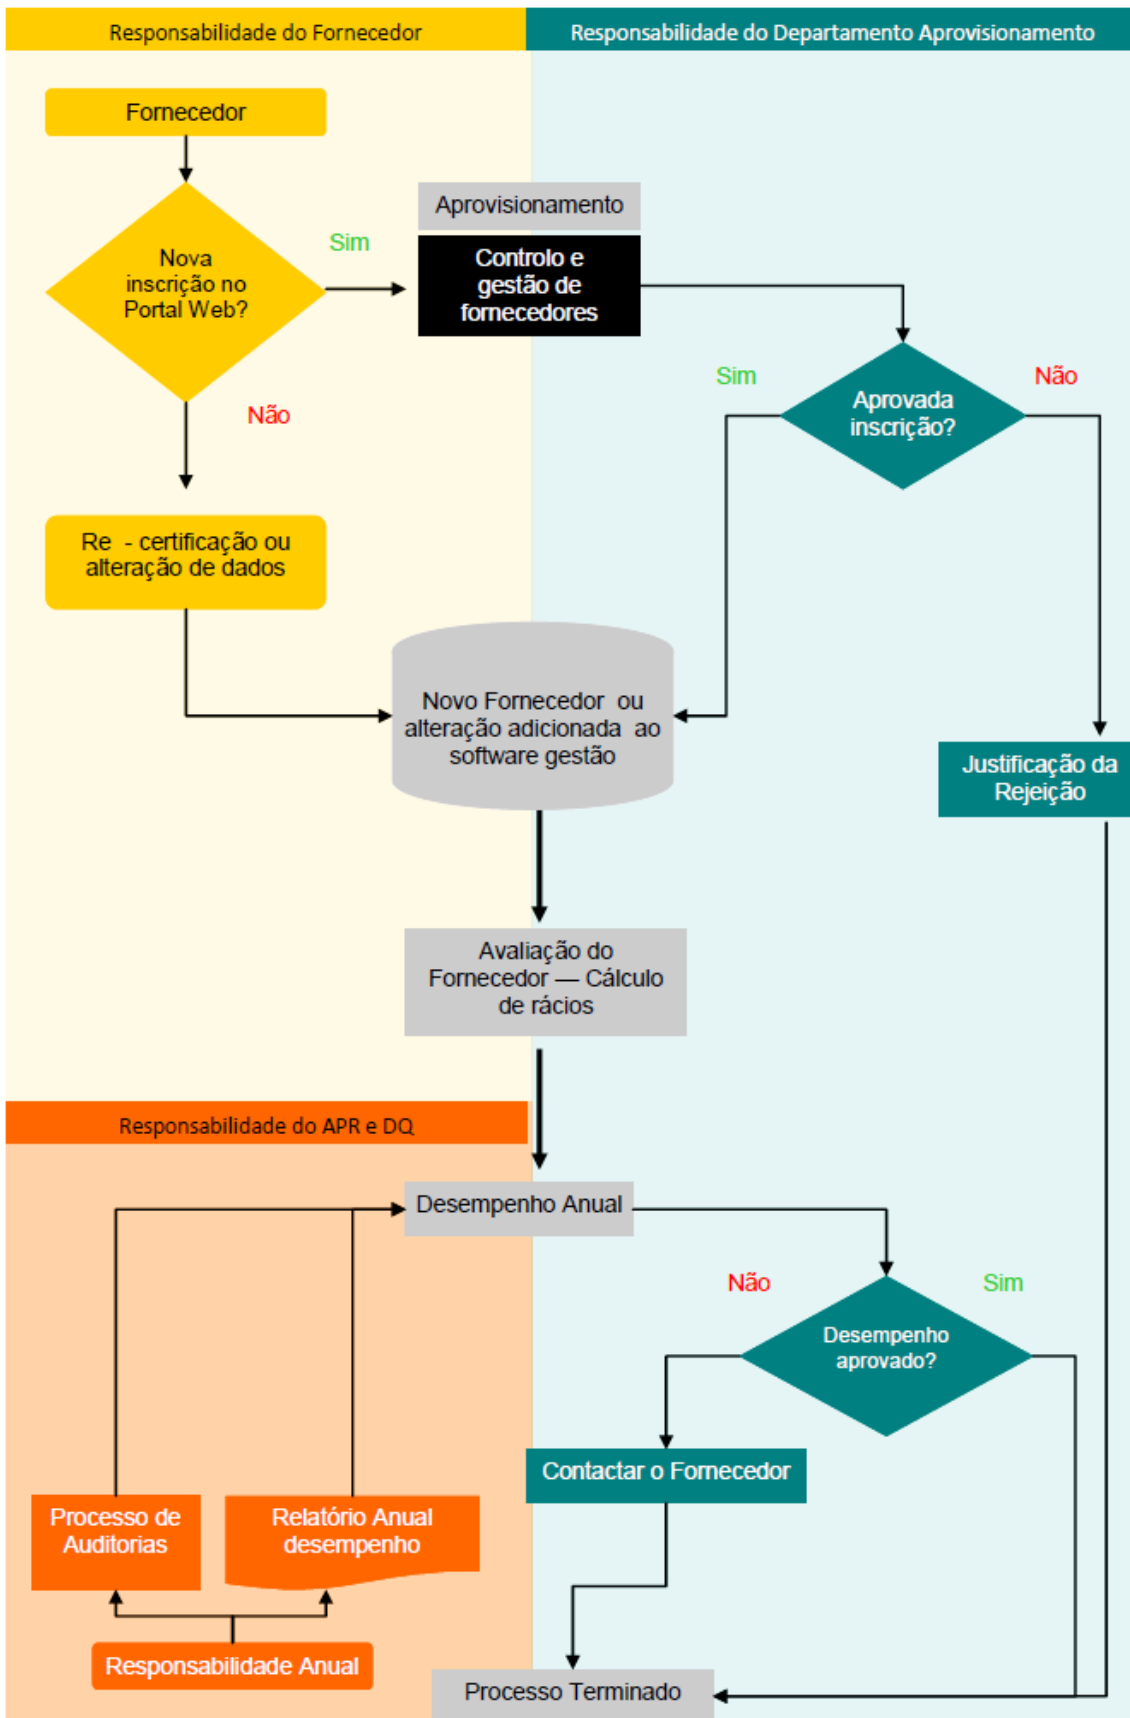 Responsabilidade do Fornecedor
Responsabilidade do Departamento Aprovisionamento
Fornecedor
Nova
inscrição no
Portal Web?
Sim
Não
Aprovisionamento
Controlo e
gestão de
fornecedores
Sim
Não
Aprovada
inscrição?
Re - certificação ou
alteração de dados
Novo Fornecedor ou
alteração adicionada ao
software gestão
Justificação da
Rejeição
Avaliação do
Fornecedor — Cálculo
de rácios
Responsabilidade do APR e DQ
Desempenho Anual
Não
Sim
Desempenho
aprovado?
Contactar o Fornecedor
Processo de
Auditorias
Relatório Anual
desempenho
Responsabilidade Anual
Processo Terminado